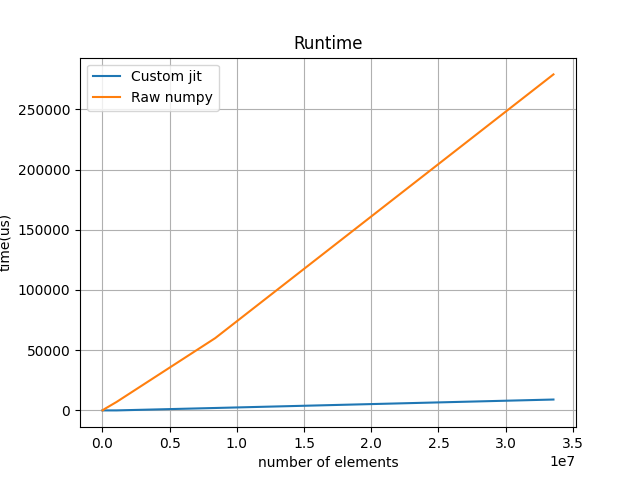 Runtime
Custom jit
Raw numpy
time(us)
250000
200000
150000
100000
50000
0
0.0 0.5 1.0 1.5 2.0 2.5 3.0 3.5
1e7
number of elements